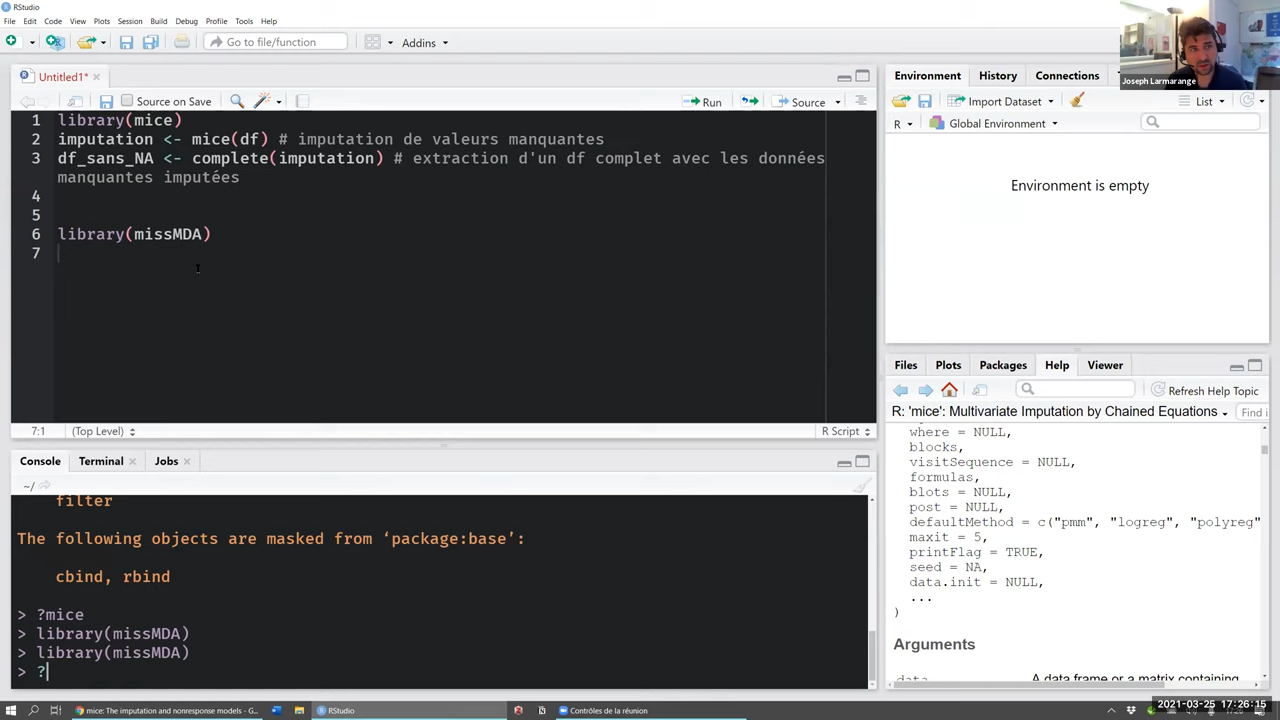 RStudio
File Edit Code View Plots Session Build Debug Profile Tools Help
Go to file/function
Addins
Joseph Larmarange
Untitled1*
Source on Save
Run
Source
1 library(mice)
2 imputation <- mice(df) # imputation de valeurs manquantes
3 df_sans_NA <- complete(imputation) # extraction d'un df complet avec les données
manquantes imputées
4
5
6 library(missMDA)
7
7:1 (Top Level) R Script
Console Terminal Jobs
~/
filter
The following objects are masked from ‘package:base’:
cbind, rbind
> ?mice
> library(missMDA)
> library(missMDA)
> ?
Environment History Connections
Import Dataset List
R Global Environment
Environment is empty
Files Plots Packages Help Viewer
Refresh Help Topic
R: 'mice': Multivariate Imputation by Chained Equations Find i
where = NULL,
blocks,
visitSequence = NULL,
formulas,
blots = NULL,
post = NULL,
defaultMethod = c("pmm", "logreg", "polyreg"
maxit = 5,
printFlag = TRUE,
seed = NA,
data.init = NULL,
...
)
Arguments
data A data frame or a matrix containing
mice: The imputation and nonresponse models - G...
RStudio
Contrôles de la réunion
2021-03-25 17:26:15